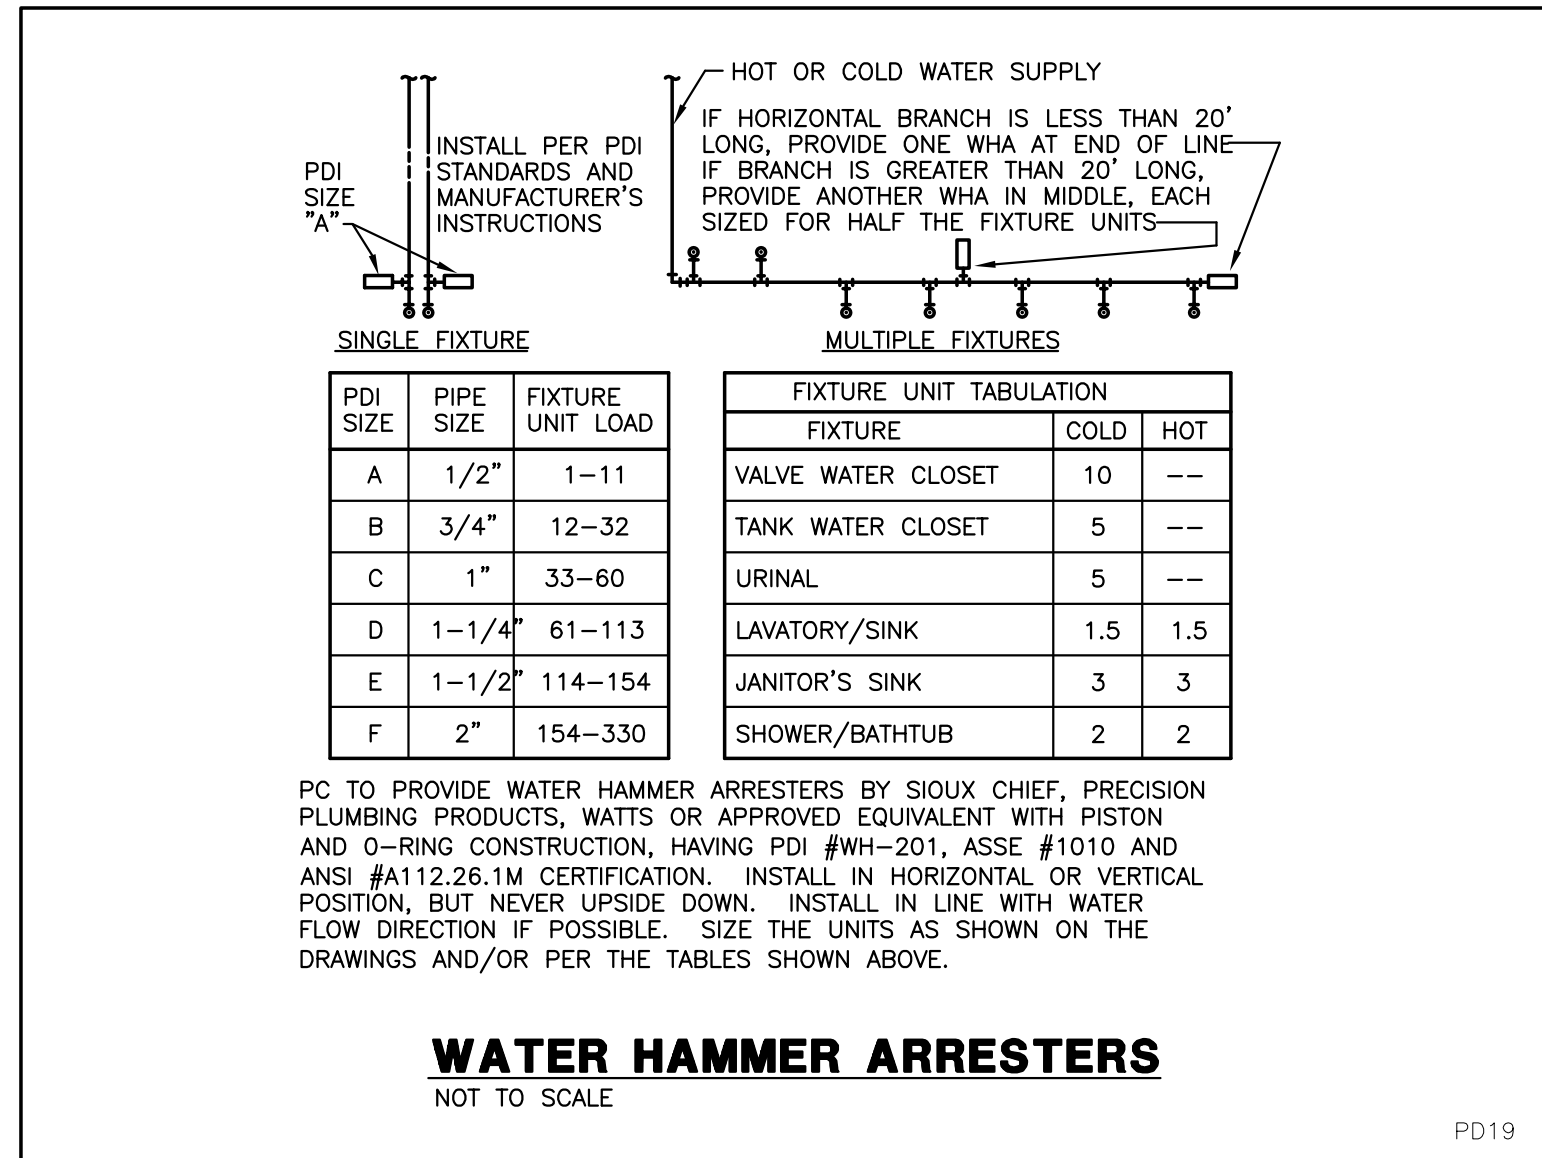 HOT OR COLD WATER SUPPLY
IF HORIZONTAL BRANCH IS LESS THAN 20'
LONG, PROVIDE ONE WHA AT END OF LINE
IF BRANCH IS GREATER THAN 20' LONG,
PROVIDE ANOTHER WHA IN MIDDLE, EACH
SIZED FOR HALF THE FIXTURE UNITS
INSTALL PER PDI
STANDARDS AND
MANUFACTURER'S
INSTRUCTIONS
PDI
SIZE
"A"
SINGLE FIXTURE
MULTIPLE FIXTURES
PDI SIZE PIPE SIZE FIXTURE UNIT LOAD
A 1/2" 1-11
B 3/4" 12-32
C 1" 33-60
D 1-1/4" 61-113
E 1-1/2" 114-154
F 2" 154-330
FIXTURE UNIT TABULATION
FIXTURE COLD HOT
VALVE WATER CLOSET 10 --
TANK WATER CLOSET 5 --
URINAL 5 --
LAVATORY/SINK 1.5 1.5
JANITOR'S SINK 3 3
SHOWER/BATHTUB 2 2
PC TO PROVIDE WATER HAMMER ARRESTERS BY SIOUX CHIEF, PRECISION
PLUMBING PRODUCTS, WATTS OR APPROVED EQUIVALENT WITH PISTON
AND O-RING CONSTRUCTION, HAVING PDI #WH-201, ASSE #1010 AND
ANSI #A112.26.1M CERTIFICATION. INSTALL IN HORIZONTAL OR VERTICAL
POSITION, BUT NEVER UPSIDE DOWN. INSTALL IN LINE WITH WATER
FLOW DIRECTION IF POSSIBLE. SIZE THE UNITS AS SHOWN ON THE
DRAWINGS AND/OR PER THE TABLES SHOWN ABOVE.
WATER HAMMER ARRESTERS
NOT TO SCALE
PD19